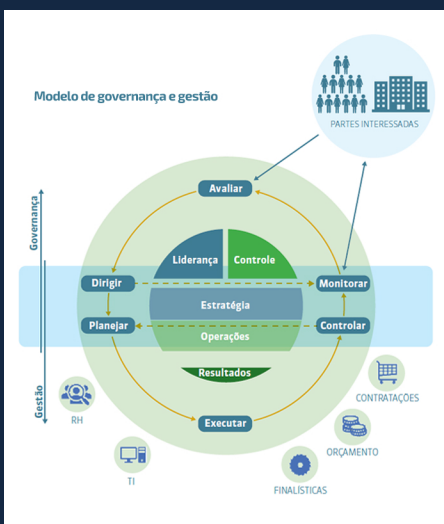 Modelo de governança e gestão
PARTES INTERESSADAS
Avaliar
Governança
Liderança
Controle
Dirigir
Monitorar
Estratégia
Planejar
Controlar
Operações
Resultados
Gestão
CONTRATAÇÕES
RH
Executar
ORÇAMENTO
TI
FINALÍSTICAS